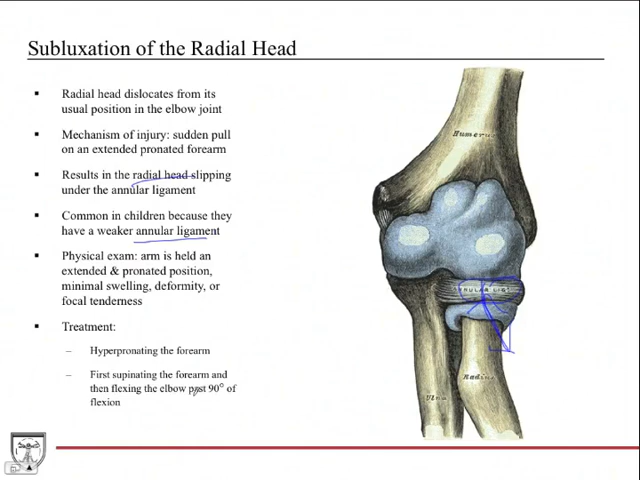 Subluxation of the Radial Head
Radial head dislocates from its
usual position in the elbow joint
Mechanism of injury: sudden pull
on an extended pronated forearm
Results in the radial head slipping
under the annular ligament
Common in children because they
have a weaker annular ligament
Physical exam: arm is held an
extended & pronated position,
minimal swelling, deformity, or
focal tenderness
Treatment:
– Hyperpronating the forearm
– First supinating the forearm and
then flexing the elbow past 90° of
flexion
Humerus
Ulna
Radius